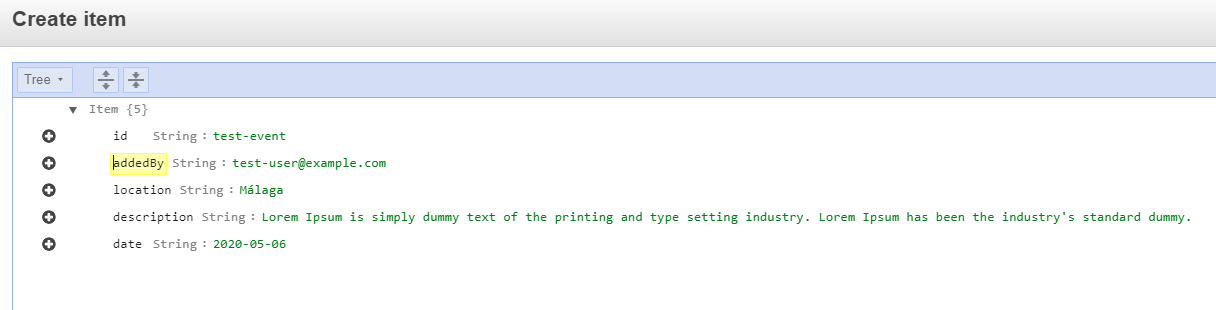 Create item
Tree
Item {5}
id String : test-event
addedBy String : test-user@example.com
location String : Málaga
description String : Lorem Ipsum is simply dummy text of the printing and type setting industry. Lorem Ipsum has been the industry's standard dummy.
date String : 2020-05-06